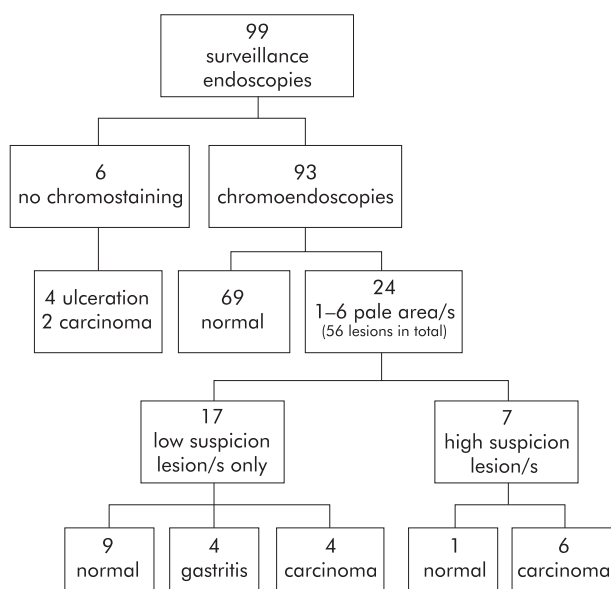 99
surveillance
endoscopies
6
no chromostaining
93
chromoendoscopies
4 ulceration
2 carcinoma
69
normal
24
1–6 pale area/s
(56 lesions in total)
17
low suspicion
lesion/s only
7
high suspicion
lesion/s
9
normal
4
gastritis
4
carcinoma
1
normal
6
carcinoma